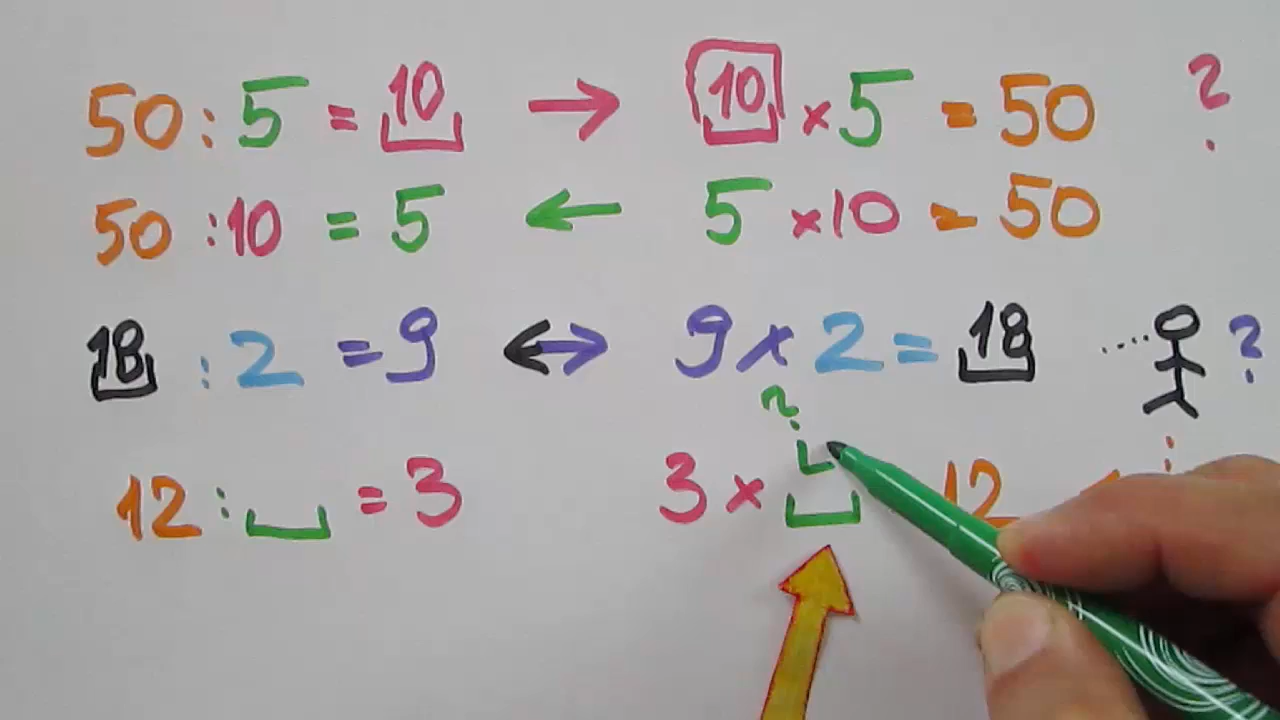 50 : 5 = 10 → 10 x 5 = 50 ?
50 : 10 = 5 ← 5 x 10 = 50
18 : 2 = 9 ↔ 9 x 2 = 18 ?
?
12 : = 3 3 x 12